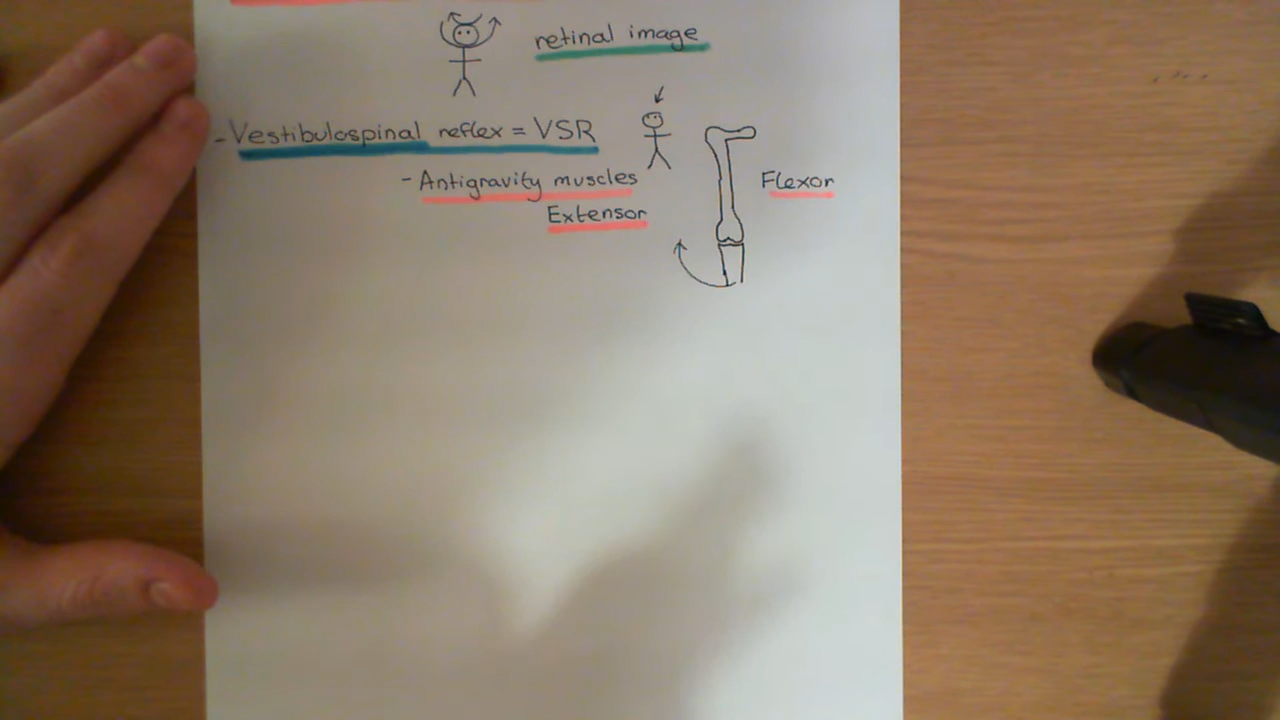 retinal image
- Vestibulospinal reflex = VSR
- Antigravity muscles
Extensor
Flexor